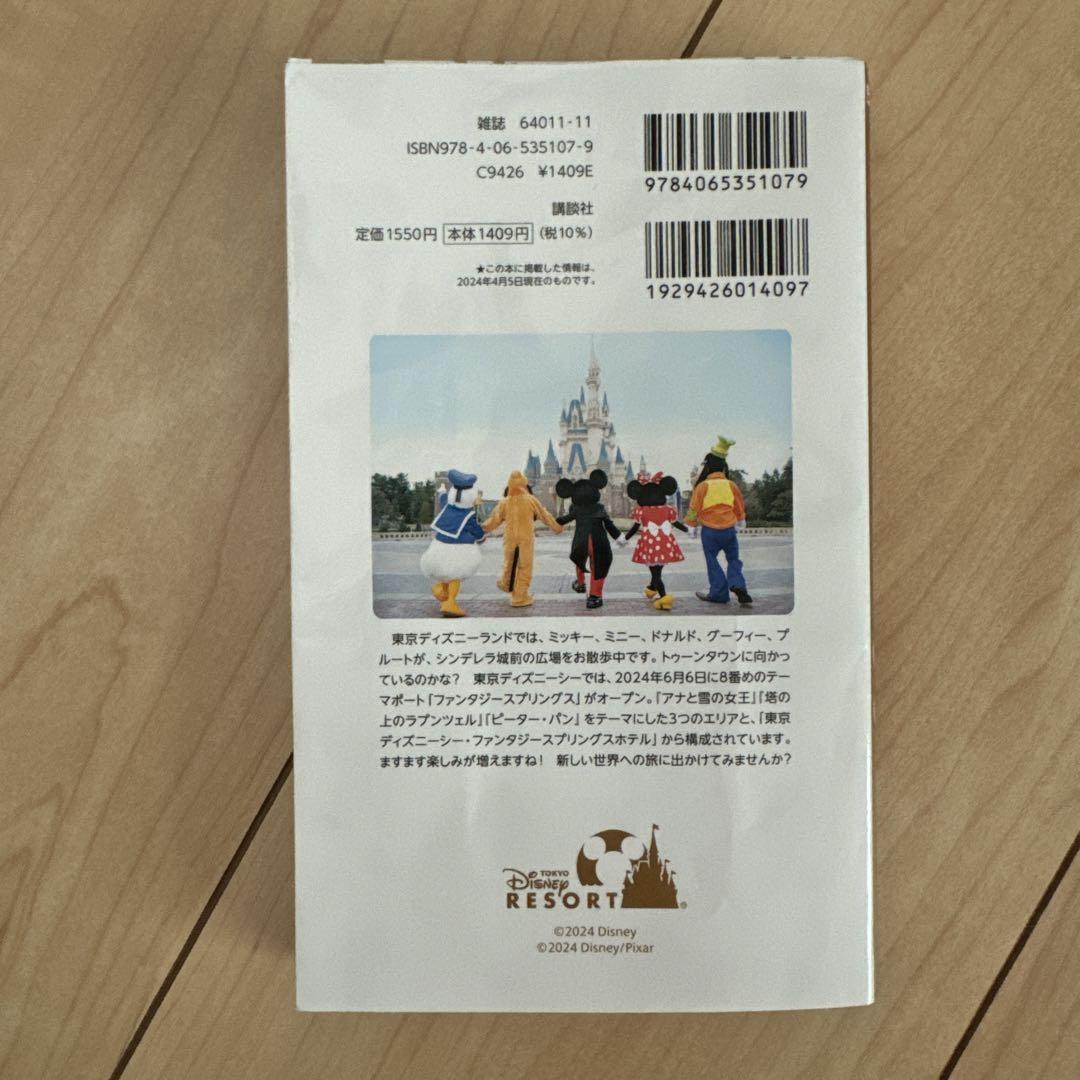 雑誌 64011-11
ISBN978-4-06-535107-9
C9426 ¥1409E
講談社
定価1550円 本体1409円 (税10%)
★この本に掲載した情報は、
2024年4月5日現在のものです。
9784065351079
1929426014097
東京ディズニーランドでは、ミッキー、ミニー、ドナルド、グーフィー、プ
ルートが、シンデレラ城前の広場をお散歩中です。トゥーンタウンに向かっ
ているのかな? 東京ディズニーシーでは、2024年6月6日に8番めのテー
マポート「ファンタジースプリングス」がオープン。『アナと雪の女王』『塔の
上のラプンツェル』『ピーター・パン』をテーマにした3つのエリアと、「東京
ディズニーシー・ファンタジースプリングスホテル」から構成されています。
ますます楽しみが増えますね! 新しい世界への旅に出かけてみませんか?
TOKYO
Disney
RESORT®
©2024 Disney
©2024 Disney/Pixar